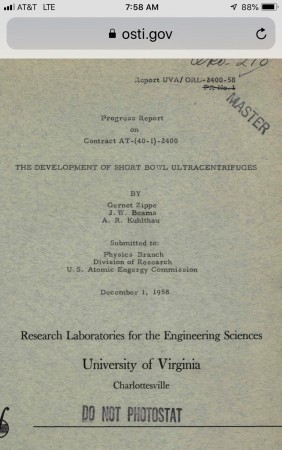 AT&T LTE 7:58 AM 88%
osti.gov
Report UVA/ORL-2400-58
P.R. No. 1
MASTER
Progress Report
on
Contract AT-(40-1)-2400
THE DEVELOPMENT OF SHORT BOWL ULTRACENTRIFUGES
BY
Gernot Zippe
J. W. Beams
A. R. Kuhlthau
Submitted to:
Physics Branch
Division of Research
U. S. Atomic Engergy Commission
December 1, 1958
Research Laboratories for the Engineering Sciences
University of Virginia
Charlottesville
DO NOT PHOTOSTAT